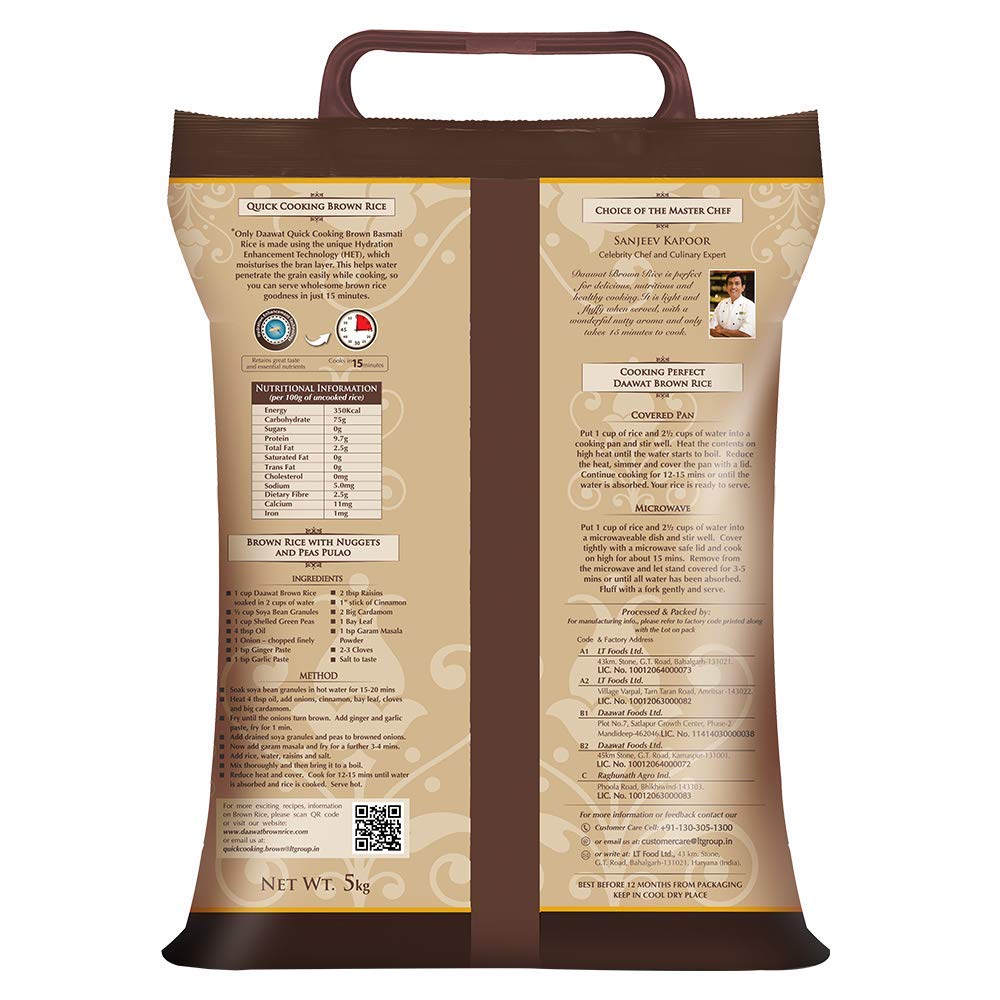 QUICK COOKING BROWN RICE
*Only Daawat Quick Cooking Brown Basmati
Rice is made using the unique Hydration
Enhancement Technology (HET), which
moisturises the bran layer. This helps water
penetrate the grain easily while cooking, so
you can serve wholesome brown rice
goodness in just 15 minutes.
45
30
Retains great taste
and essential nutrients
Cooks in 15 minutes
NUTRITIONAL INFORMATION
(per 100g of uncooked rice)
Energy 350Kcal
Carbohydrate 75g
Sugars 0g
Protein 9.7g
Total Fat 2.5g
Saturated Fat 0g
Trans Fat 0g
Cholesterol 0mg
Sodium 5.0mg
Dietary Fibre 2.5g
Calcium 11mg
Iron 1mg
BROWN RICE WITH NUGGETS
AND PEAS PULAO
INGREDIENTS
1 cup Daawat Brown Rice
soaked in 2 cups of water
½ cup Soya Bean Granules
1 cup Shelled Green Peas
4 tbsp Oil
1 Onion – chopped finely
1 tsp Ginger Paste
1 tsp Garlic Paste
2 tbsp Raisins
1" stick of Cinnamon
2 Big Cardamom
1 Bay Leaf
1 tsp Garam Masala
Powder
2-3 Cloves
Salt to taste
METHOD
Soak soya bean granules in hot water for 15-20 mins
Heat 4 tbsp oil, add onions, cinnamon, bay leaf, cloves
and big cardamom.
Fry until the onions turn brown. Add ginger and garlic
paste, fry for 1 min.
Add drained soya granules and peas to browned onions.
Now add garam masala and fry for a further 3-4 mins.
Add rice, water, raisins and salt.
Mix thoroughly and then bring it to a boil.
Reduce heat and cover. Cook for 12-15 mins until water
is absorbed and rice is cooked. Serve hot.
For more exciting recipes, information
on Brown Rice, please scan QR code
or visit our website:
www.daawatbrownrice.com
or email us at:
quickcooking.brown@ltgroup.in
NET WT. 5kg
CHOICE OF THE MASTER CHEF
SANJEEV KAPOOR
Celebrity Chef and Culinary Expert
Daawat Brown Rice is perfect
for delicious, nutritious and
healthy cooking. It is light and
fluffy when served, with a
wonderful nutty aroma and only
takes 15 minutes to cook.
COOKING PERFECT
DAAWAT BROWN RICE
COVERED PAN
Put 1 cup of rice and 2½ cups of water into a
cooking pan and stir well. Heat the contents on
high heat until the water starts to boil. Reduce
the heat, simmer and cover the pan with a lid.
Continue cooking for 12-15 mins or until the
water is absorbed. Your rice is ready to serve.
MICROWAVE
Put 1 cup of rice and 2½ cups of water into
a microwaveable dish and stir well. Cover
tightly with a microwave safe lid and cook
on high for about 15 mins. Remove from
the microwave and let stand covered for 3-5
mins or until all water has been absorbed.
Fluff with a fork gently and serve.
Processed & Packed by:
For manufacturing info., please refer to factory code printed along
with the Lot on pack
Code & Factory Address
A1 LT Foods Ltd.
43km. Stone, G.T. Road, Bahalgarh-131021.
LIC. No. 10012064000073
A2 LT Foods Ltd.
Village Varpal, Tarn Taran Road, Amritsar-143022.
LIC. No. 10012063000082
B1 Daawat Foods Ltd.
Plot No.7, Satlapur Growth Center, Phase-2
Mandideep-462046.LIC. No. 11414030000038
B2 Daawat Foods Ltd.
45km Stone, G.T. Road, Kamaspur-131001.
LIC. No. 10012064000072
C Raghunath Agro Ind.
Phoola Road, Bhikhiwind-143303.
LIC. No. 10012063000083
For more information or feedback contact our
Customer Care Cell: +91-130-305-1300
or email us at: customercare@ltgroup.in
or write at: LT Food Ltd., 43 km. Stone,
G.T. Road, Bahalgarh-131021, Haryana (India).
BEST BEFORE 12 MONTHS FROM PACKAGING
KEEP IN COOL DRY PLACE